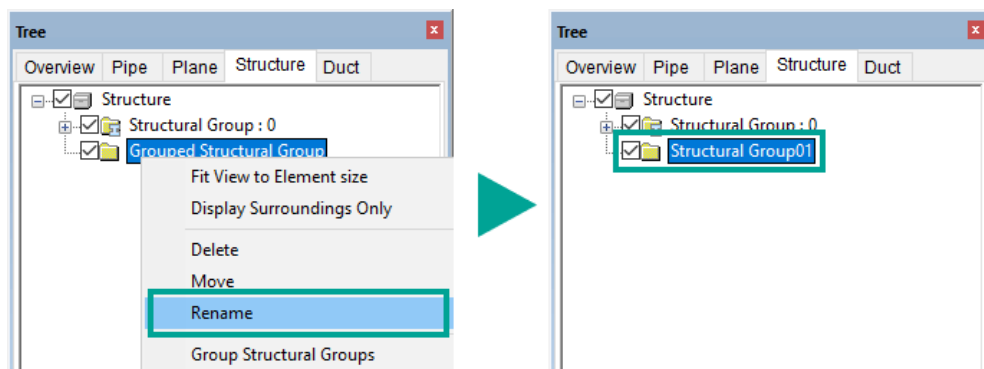 Tree
Overview Pipe Plane Structure Duct
Structure
Structural Group : 0
Grouped Structural Group
Fit View to Element size
Display Surroundings Only
Delete
Move
Rename
Group Structural Groups
Tree
Overview Pipe Plane Structure Duct
Structure
Structural Group : 0
Structural Group01